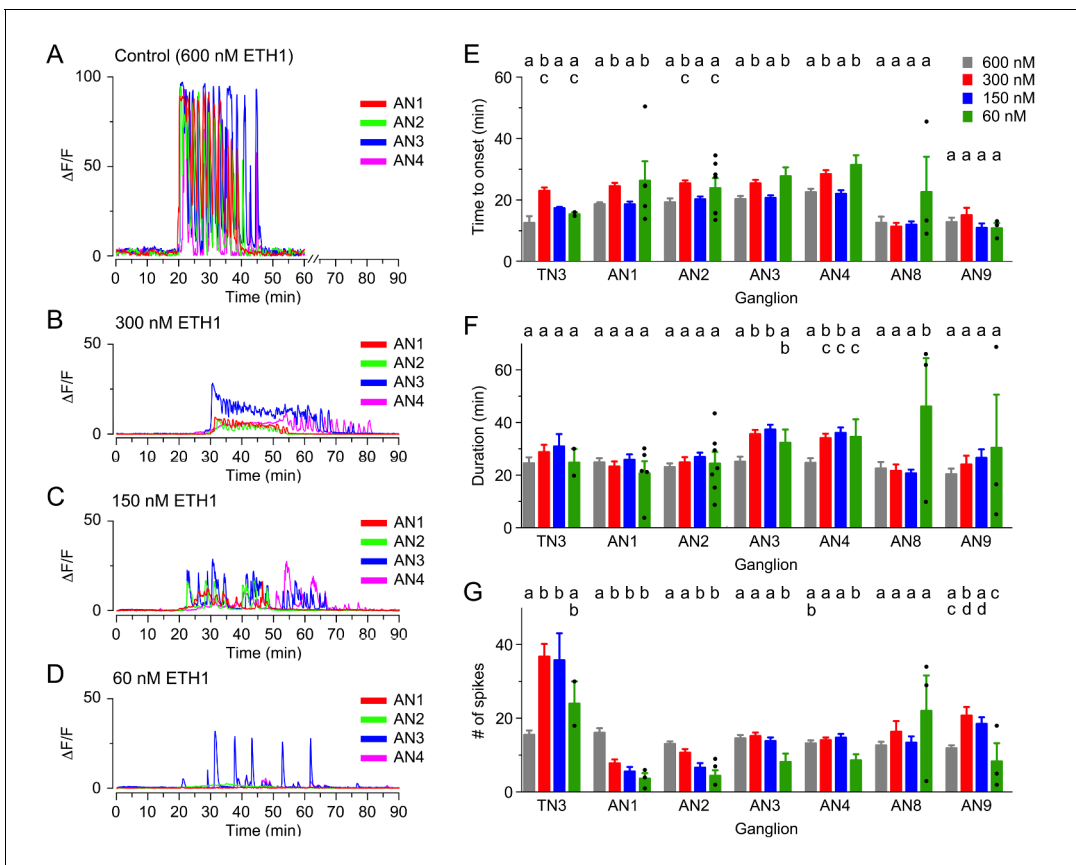 A
Control (600 nM ETH1)
100
50
0
ΔF/F
AN1
AN2
AN3
AN4
0 10 20 30 40 50 60 70 80 90
Time (min)
B
300 nM ETH1
50
0
ΔF/F
AN1
AN2
AN3
AN4
0 10 20 30 40 50 60 70 80 90
Time (min)
C
150 nM ETH1
50
0
ΔF/F
AN1
AN2
AN3
AN4
0 10 20 30 40 50 60 70 80 90
Time (min)
D
60 nM ETH1
50
0
ΔF/F
AN1
AN2
AN3
AN4
0 10 20 30 40 50 60 70 80 90
Time (min)
E
a b a a a b a b a b a a a b a b a b a b a a a a
c c c c
600 nM
300 nM
150 nM
60 nM
a a a a
60
40
20
0
Time to onset (min)
TN3 AN1 AN2 AN3 AN4 AN8 AN9
Ganglion
F
a a a a a a a a a a a a a b b a a b b a a a a b a a a a
b c c c
60
40
20
0
Duration (min)
TN3 AN1 AN2 AN3 AN4 AN8 AN9
Ganglion
G
a b b a a b b b a a b b a a a b a a a b a a a a a b a c
b b c d d
40
20
0
# of spikes
TN3 AN1 AN2 AN3 AN4 AN8 AN9
Ganglion